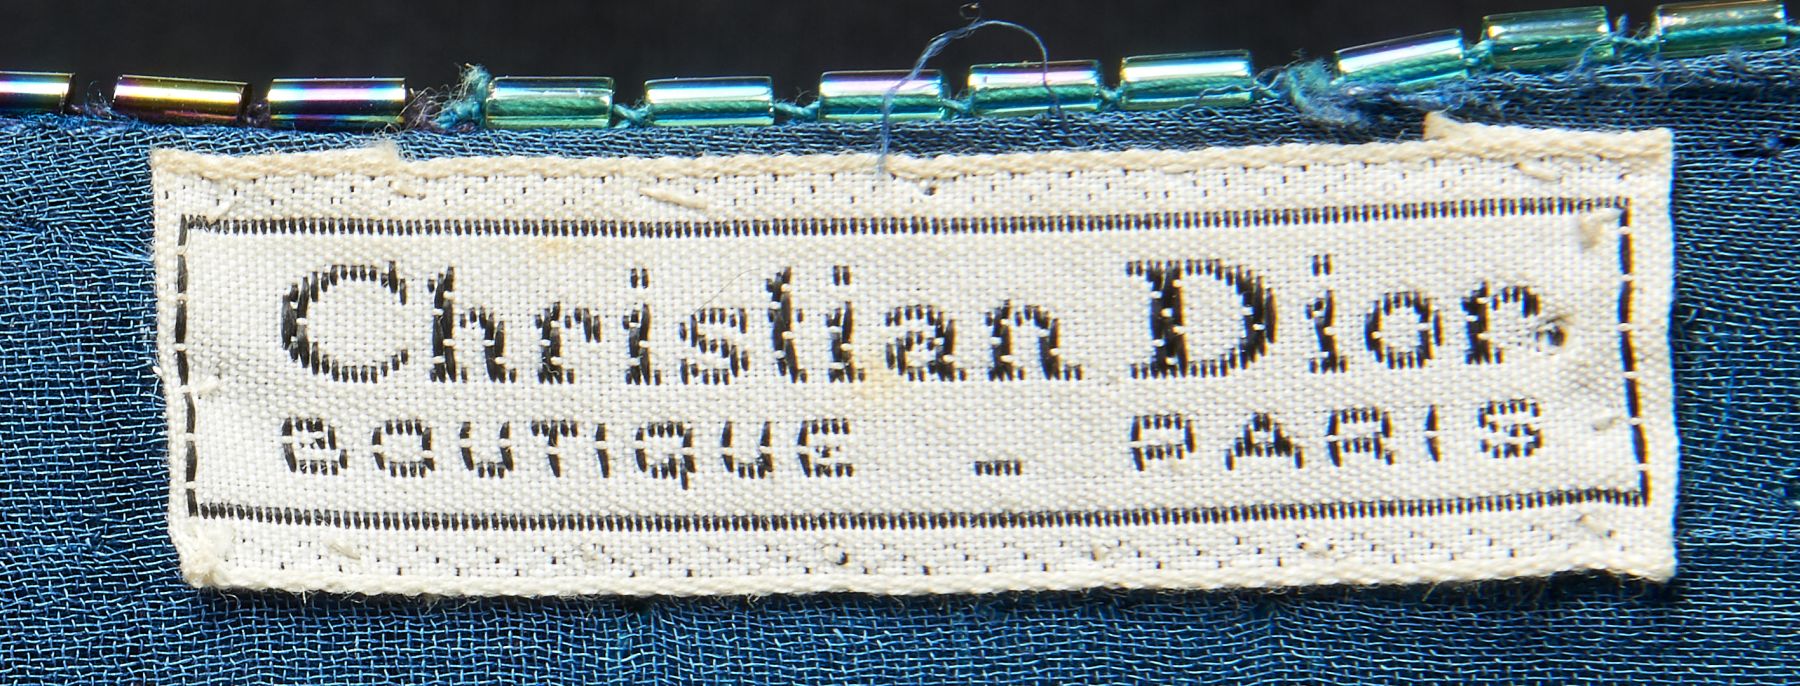 Christian Dior
BOUTIQUE - PARIS